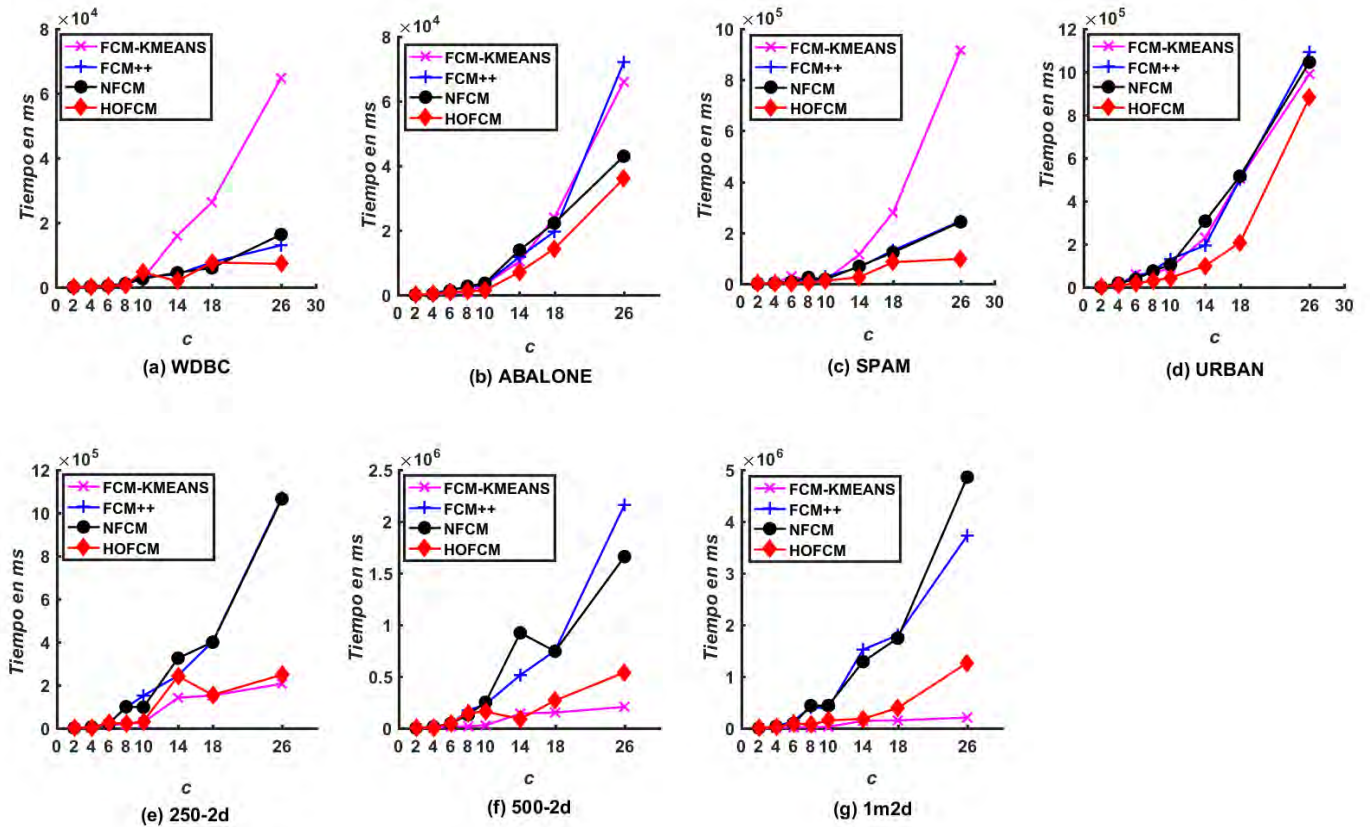 ×10^4
8
6
4
2
0
Tiempo en ms
FCM-KMEANS
FCM++
NFCM
HOFCM
0 2 4 6 8 10 14 18 26 30
c
(a) WDBC
×10^4
8
6
4
2
0
Tiempo en ms
FCM-KMEANS
FCM++
NFCM
HOFCM
0 2 4 6 8 10 14 18 26
c
(b) ABALONE
×10^5
10
8
6
4
2
0
Tiempo en ms
FCM-KMEANS
FCM++
NFCM
HOFCM
0 2 4 6 8 10 14 18 26 30
c
(c) SPAM
×10^5
12
10
8
6
4
2
0
Tiempo en ms
FCM-KMEANS
FCM++
NFCM
HOFCM
0 2 4 6 8 10 14 18 26 30
c
(d) URBAN
×10^5
12
10
8
6
4
2
0
Tiempo en ms
FCM-KMEANS
FCM++
NFCM
HOFCM
0 2 4 6 8 10 14 18 26
c
(e) 250-2d
×10^6
2.5
2
1.5
1
0.5
0
Tiempo en ms
FCM-KMEANS
FCM++
NFCM
HOFCM
0 2 4 6 8 10 14 18 26
c
(f) 500-2d
×10^6
5
4
3
2
1
0
Tiempo en ms
FCM-KMEANS
FCM++
NFCM
HOFCM
0 2 4 6 8 10 14 18 26
c
(g) 1m2d